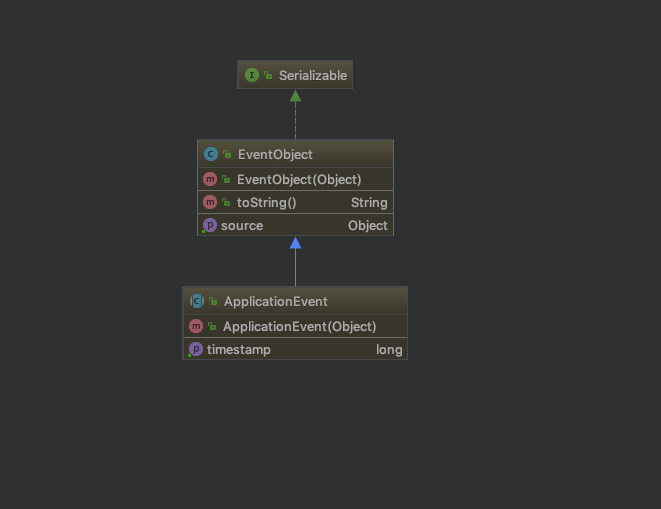 I Serializable
C EventObject
m EventObject(Object)
m toString() String
p source Object
C ApplicationEvent
m ApplicationEvent(Object)
p timestamp long